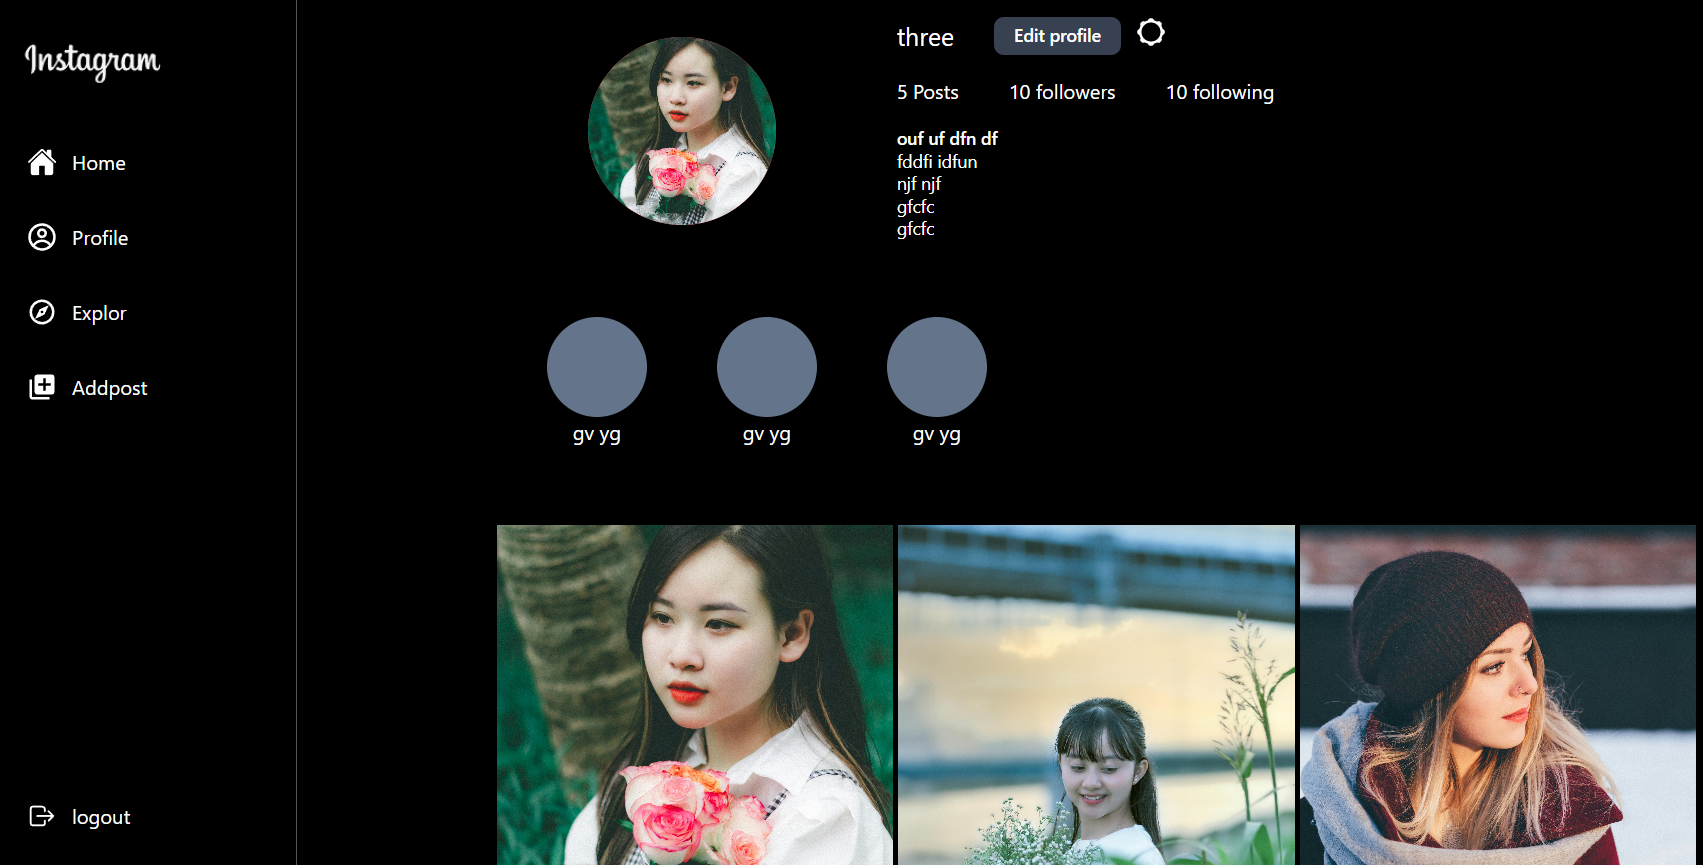 Instagram
Home
Profile
Explor
Addpost
logout
three
Edit profile
5 Posts
10 followers
10 following
ouf uf dfn df
fddfi idfun
njf njf
gfcfc
gfcfc
gv yg
gv yg
gv yg